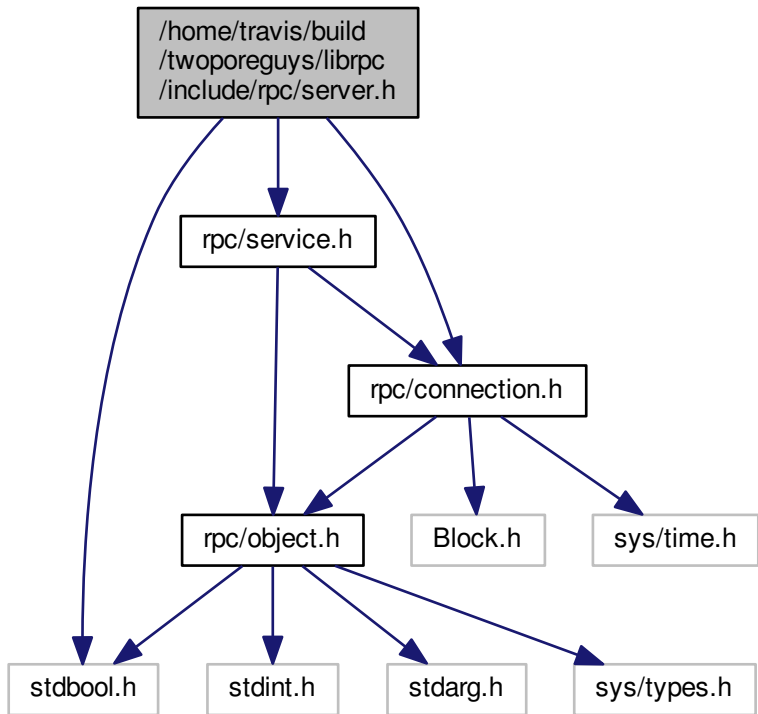 /home/travis/build
/twoporeguys/librpc
/include/rpc/server.h
rpc/service.h
rpc/connection.h
rpc/object.h
Block.h
sys/time.h
stdbool.h
stdint.h
stdarg.h
sys/types.h